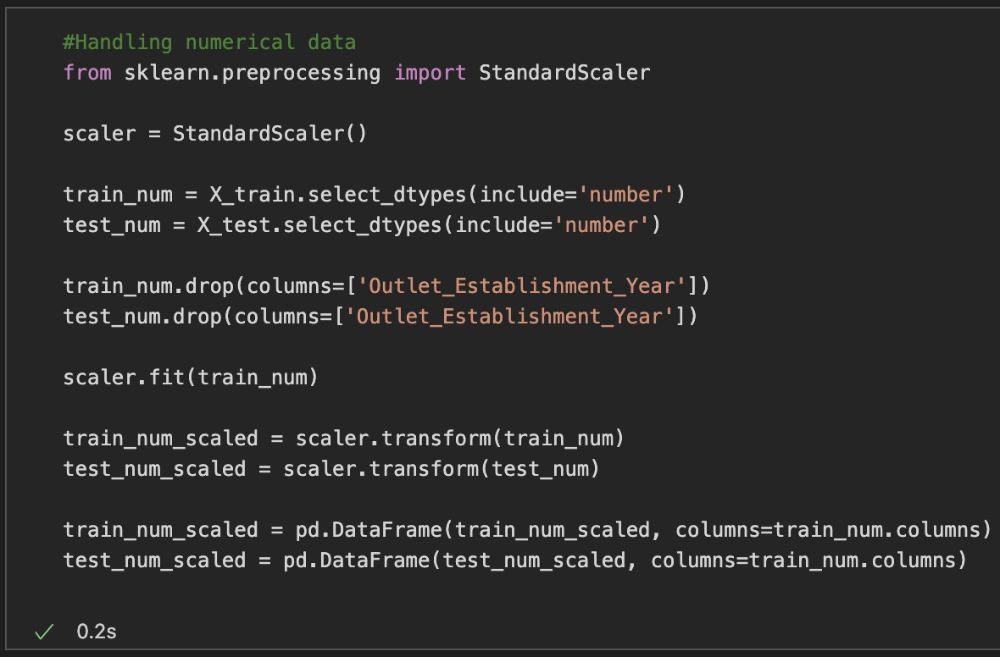 #Handling numerical data
from sklearn.preprocessing import StandardScaler
scaler = StandardScaler()
train_num = X_train.select_dtypes(include='number')
test_num = X_test.select_dtypes(include='number')
train_num.drop(columns=['Outlet_Establishment_Year'])
test_num.drop(columns=['Outlet_Establishment_Year'])
scaler.fit(train_num)
train_num_scaled = scaler.transform(train_num)
test_num_scaled = scaler.transform(test_num)
train_num_scaled = pd.DataFrame(train_num_scaled, columns=train_num.columns)
test_num_scaled = pd.DataFrame(test_num_scaled, columns=train_num.columns)
✓ 0.2s